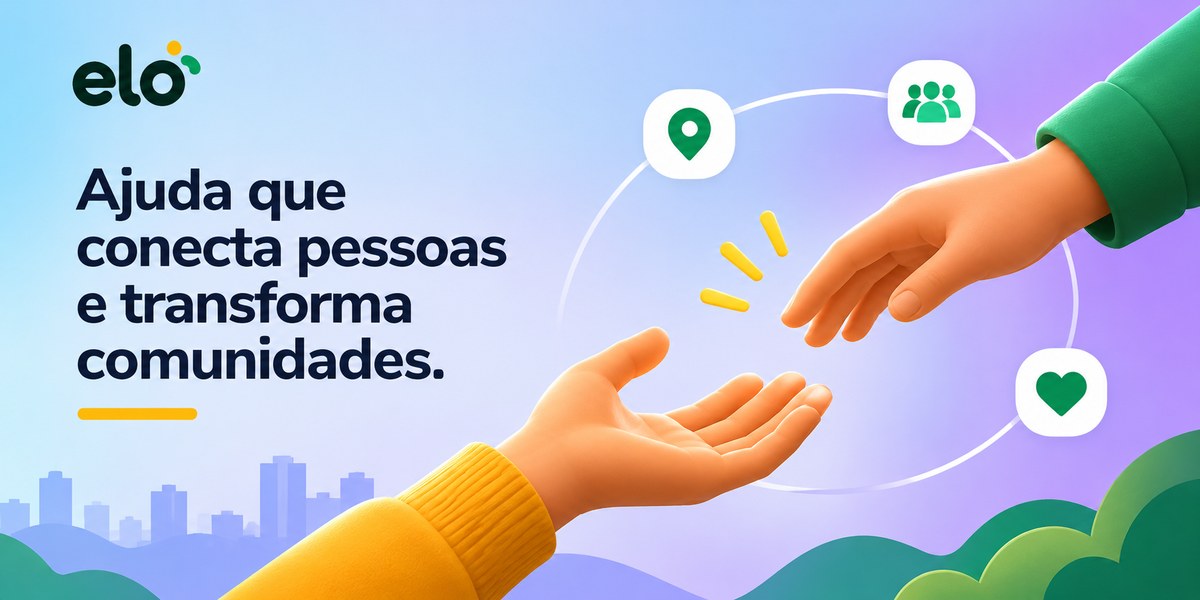 elo
Ajuda que
conecta pessoas
e transforma
comunidades.